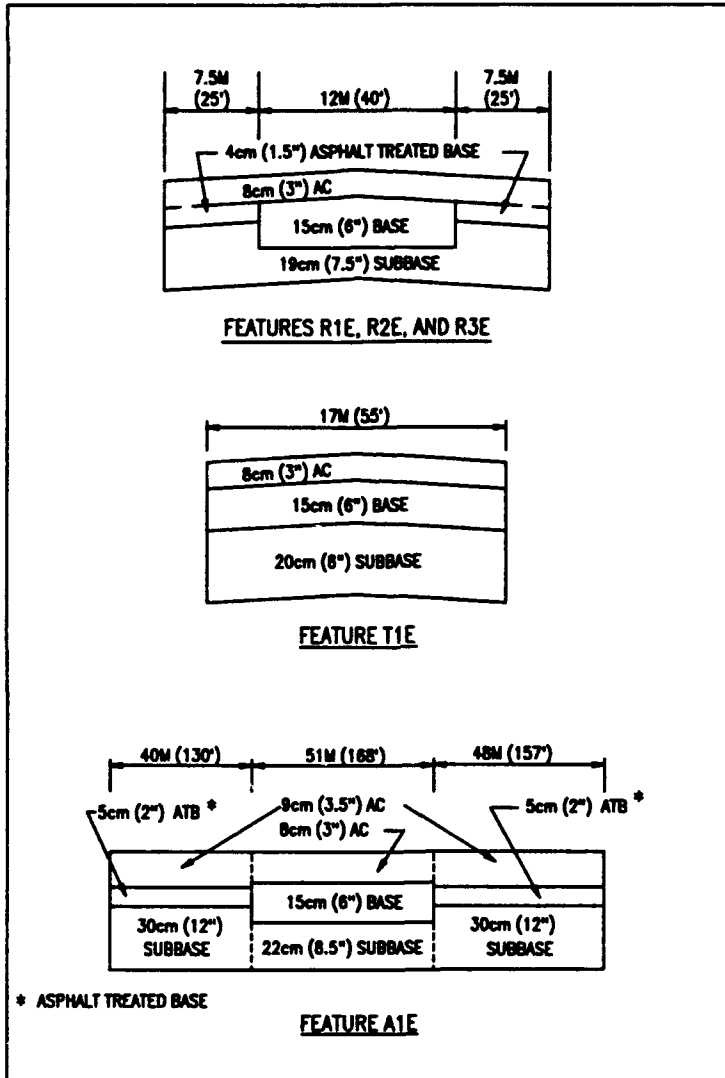 7.5M 12M (40') 7.5M
(25') (25')
4cm (1.5") ASPHALT TREATED BASE
8cm (3") AC
15cm (6") BASE
19cm (7.5") SUBBASE
FEATURES R1E, R2E, AND R3E
17M (55')
8cm (3") AC
15cm (6") BASE
20cm (8") SUBBASE
FEATURE T1E
40M (130') 51M (168') 48M (157')
5cm (2") ATB * 9cm (3.5") AC 5cm (2") ATB *
8cm (3") AC
15cm (6") BASE
30cm (12") 30cm (12")
SUBBASE 22cm (8.5") SUBBASE SUBBASE
* ASPHALT TREATED BASE
FEATURE A1E